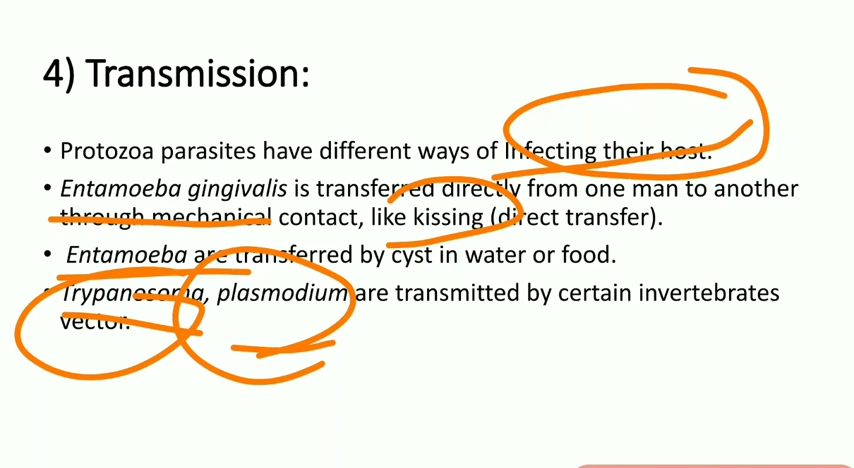 4) Transmission:
• Protozoa parasites have different ways of infecting their host.
• Entamoeba gingivalis is transferred directly from one man to another
through mechanical contact, like kissing (direct transfer).
• Entamoeba are transferred by cyst in water or food.
• Trypanosoma, plasmodium are transmitted by certain invertebrates
vector.